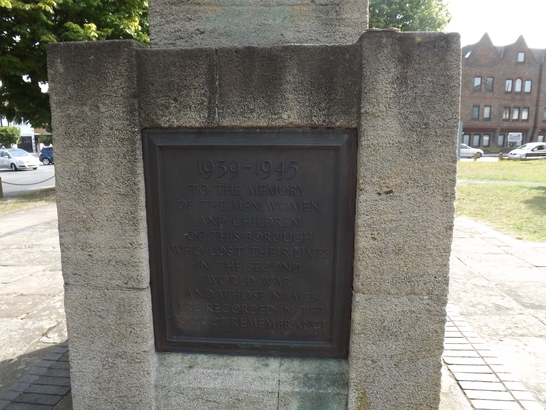 1939-1945
TO THE MEMORY
OF THE MEN, WOMEN
AND CHILDREN
OF THIS BOROUGH
WHO LOST THEIR LIVES
IN THE SECOND
WORLD WAR
AND WHOSE NAMES
ARE RECORDED IN THE
BOOK OF REMEMBRANCE